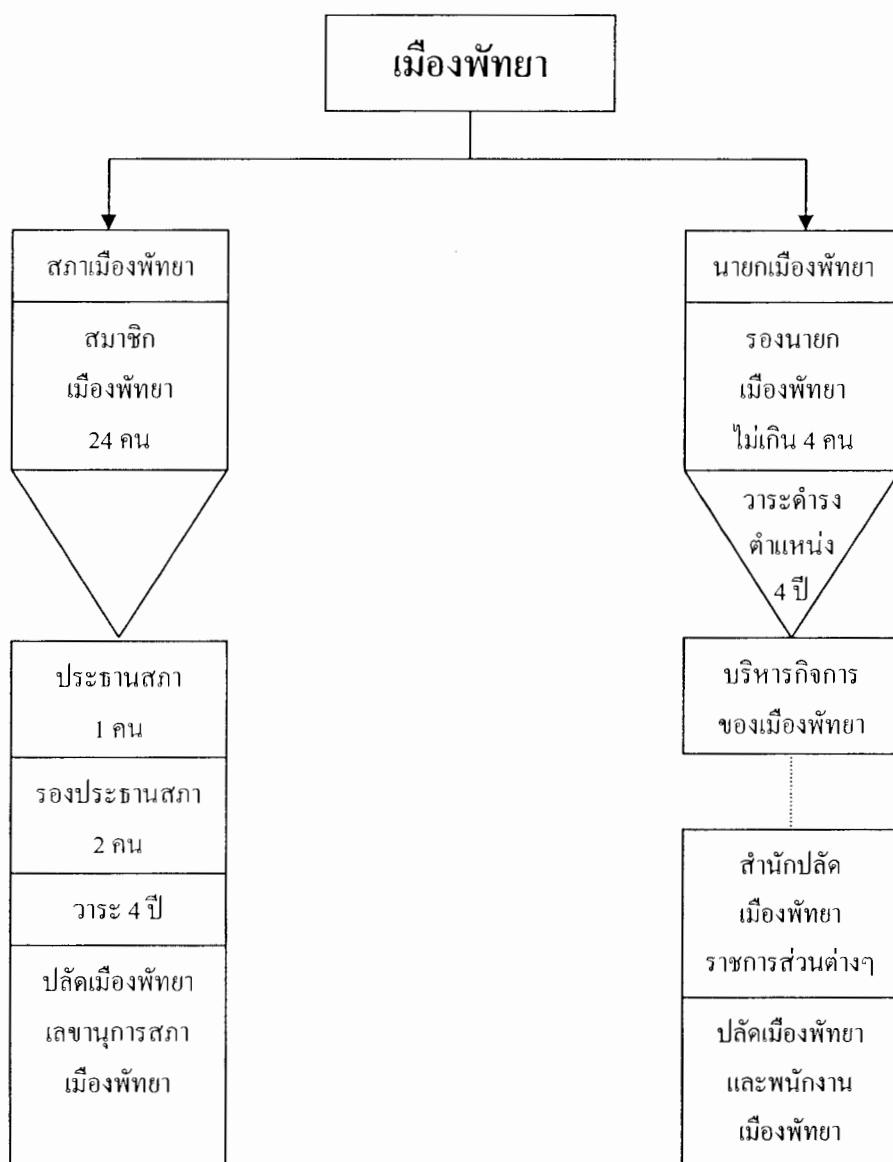 เมืองพัทยา
สภาเมืองพัทยา
สมาชิก
เมืองพัทยา
24 คน
ประธานสภา
1 คน
รองประธานสภา
2 คน
วาระ 4 ปี
ปลัดเมืองพัทยา
เลขานุการสภา
เมืองพัทยา
นายกเมืองพัทยา
รองนายก
เมืองพัทยา
ไม่เกิน 4 คน
วาระดำรง
ตำแหน่ง
4 ปี
บริหารกิจการ
ของเมืองพัทยา
สำนักปลัด
เมืองพัทยา
ราชการส่วนต่างๆ
ปลัดเมืองพัทยา
และพนักงาน
เมืองพัทยา